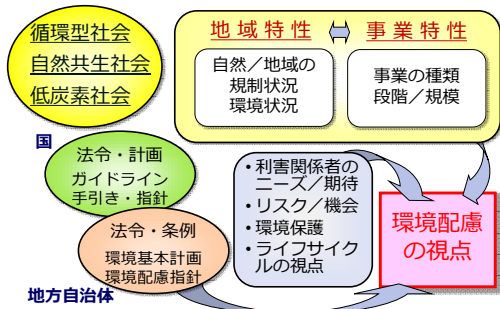 循環型社会
自然共生社会
低炭素社会
地域特性 事業特性
自然／地域の
規制状況
環境状況
事業の種類
段階／規模
国
法令・計画
ガイドライン
手引き・指針
法令・条例
環境基本計画
環境配慮指針
地方自治体
・利害関係者の
ニーズ／期待
・リスク／機会
・環境保護
・ライフサイク
ルの視点
環境配慮
の視点